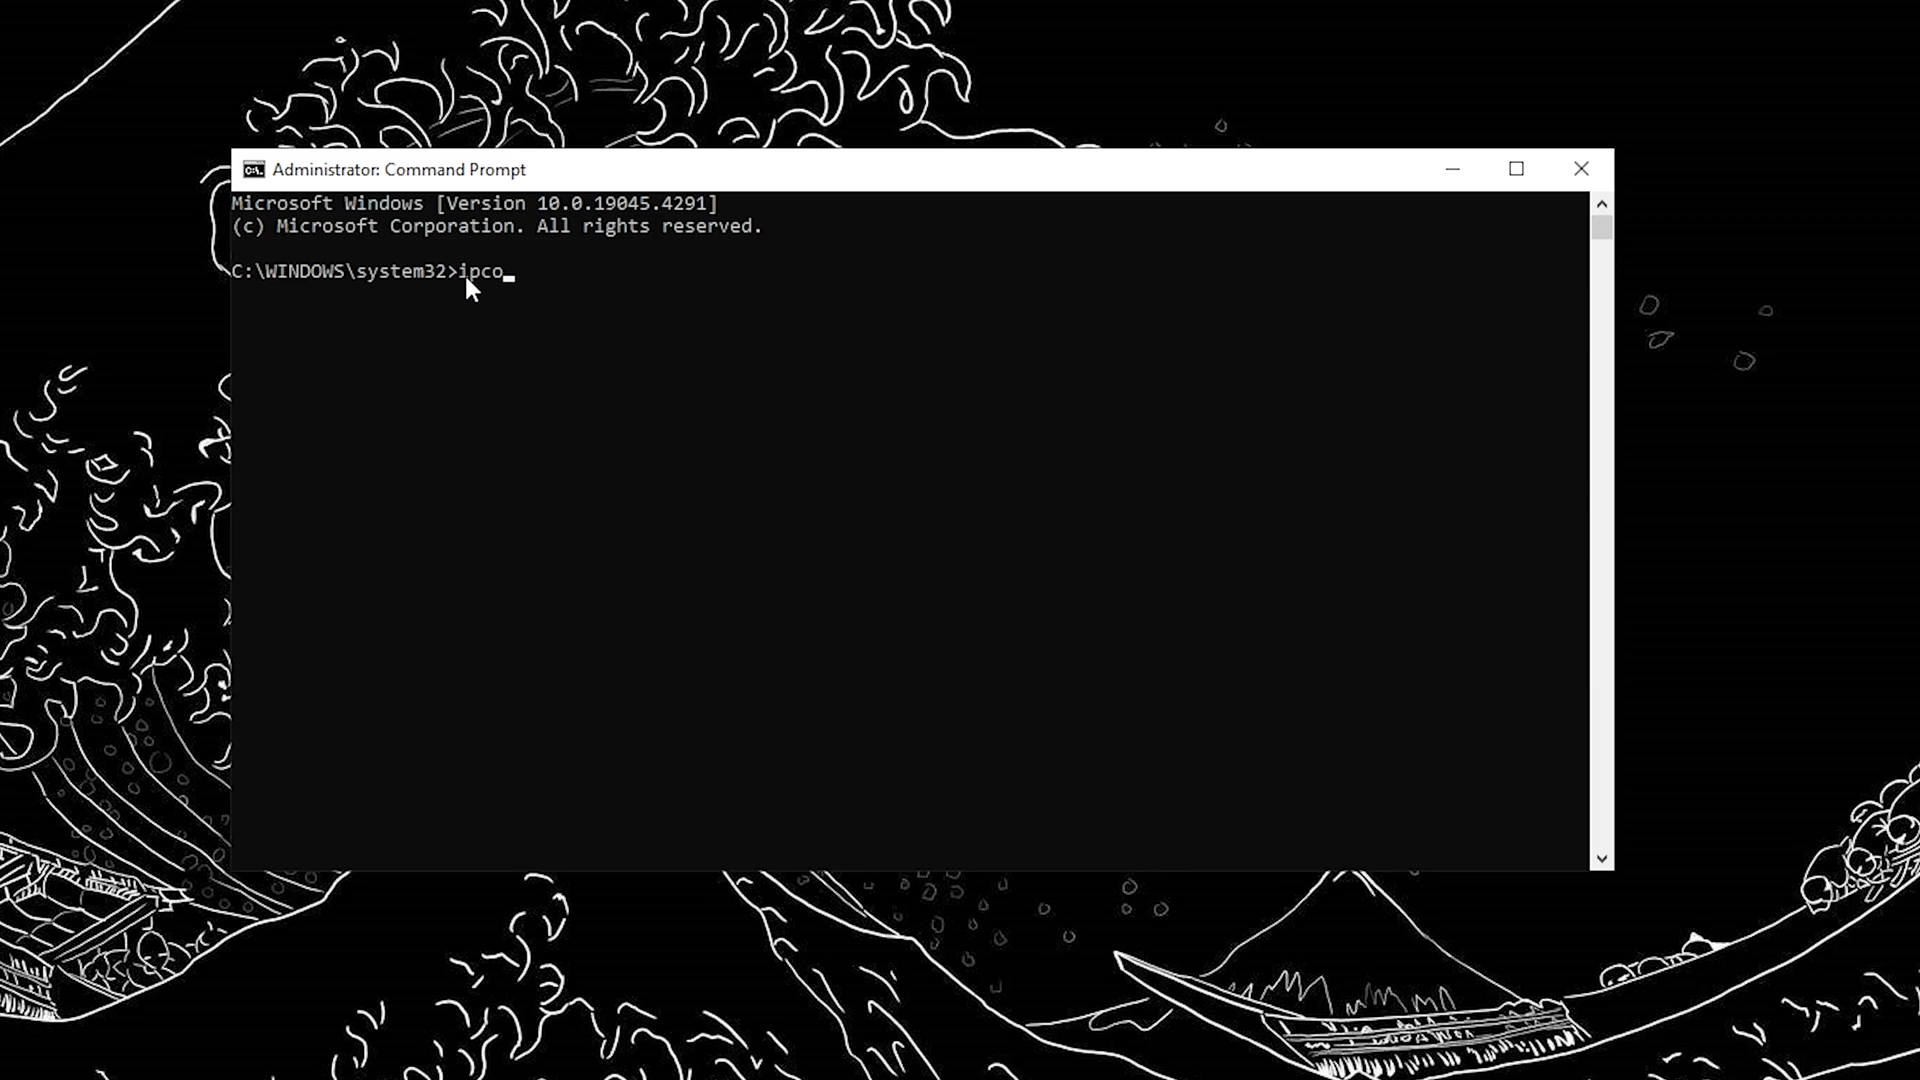 Administrator: Command Prompt
Microsoft Windows [Version 10.0.19045.4291]
(c) Microsoft Corporation. All rights reserved.
C:\WINDOWS\system32>ipco